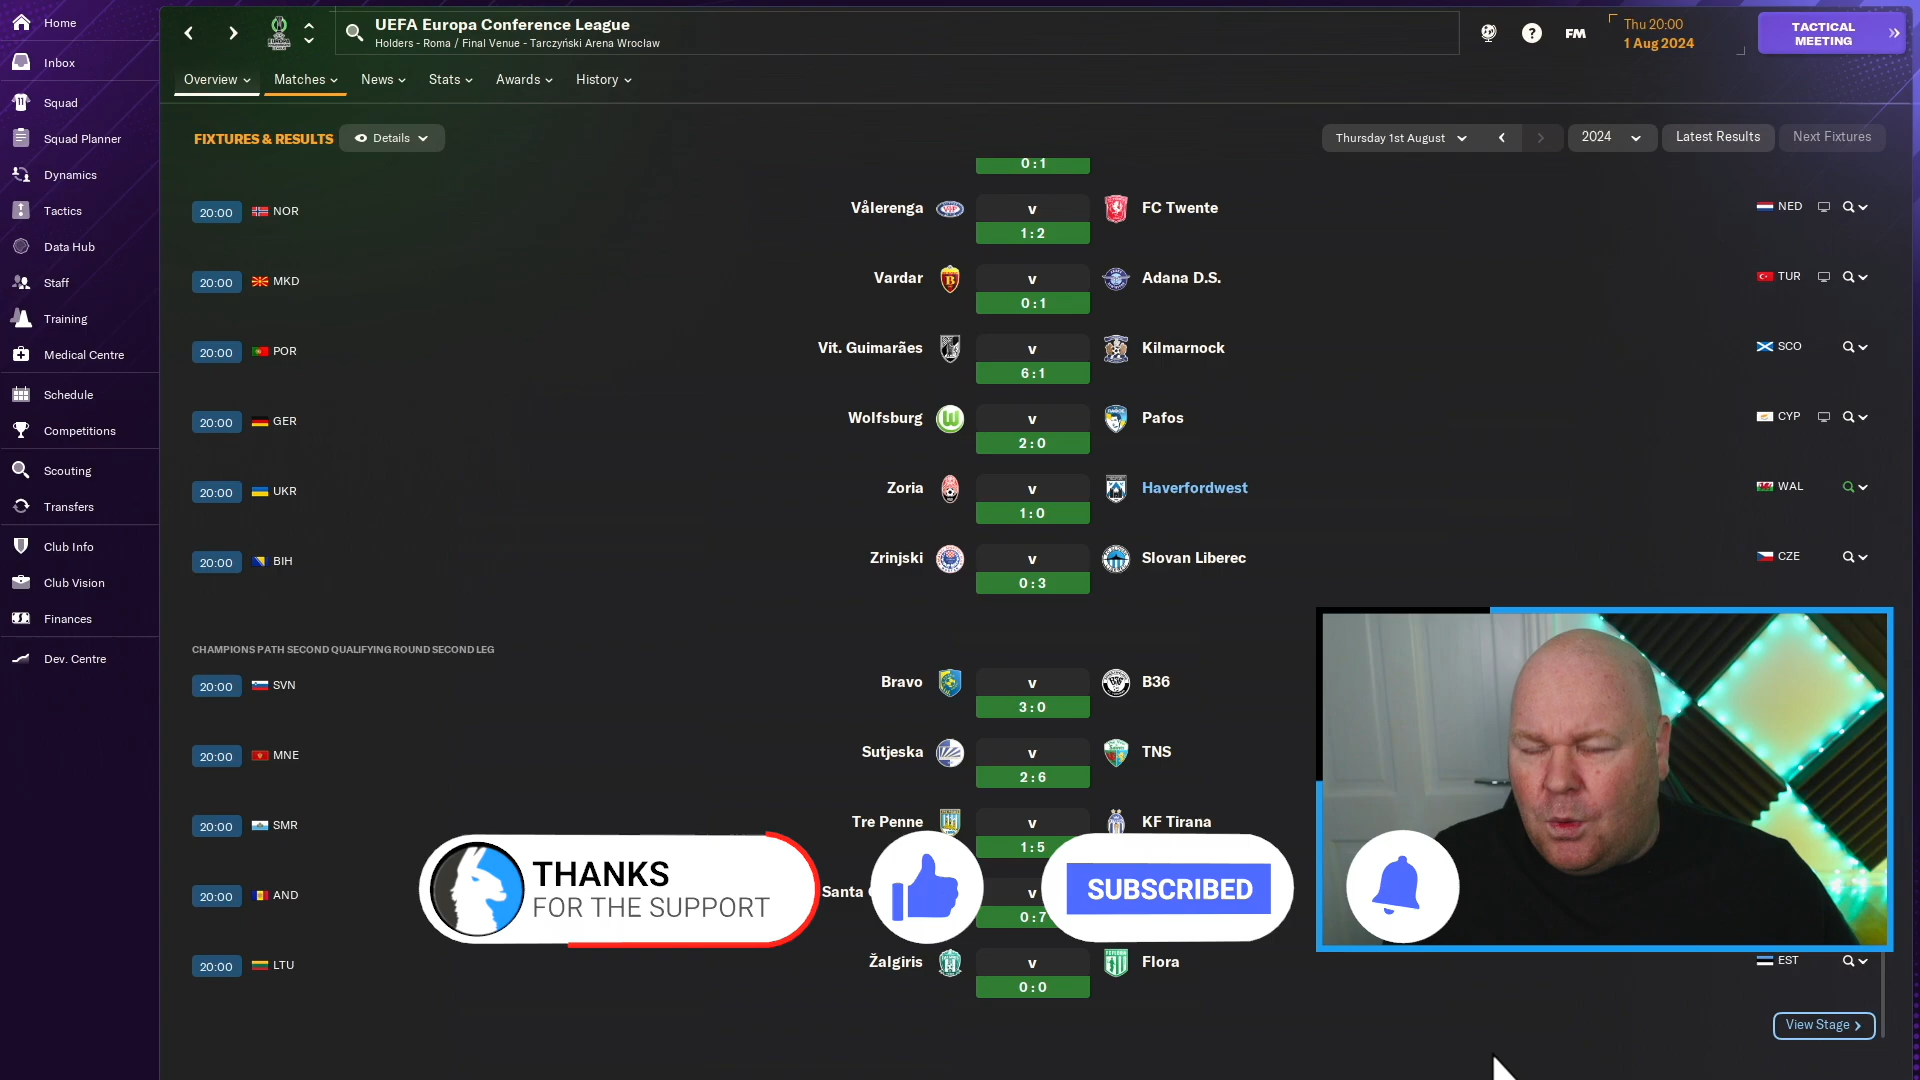 Home
UEFA Europa Conference League
Holders - Roma / Final Venue - Tarczyński Arena Wroclaw
FM
Thu 20:00
1 Aug 2024
TACTICAL
MEETING
Inbox
Overview
Matches
News
Stats
Awards
History
Squad
Squad Planner
Dynamics
Tactics
Data Hub
Staff
Training
Medical Centre
Schedule
Competitions
Scouting
Transfers
Club Info
Club Vision
Finances
Dev. Centre
FIXTURES & RESULTS
Details
Thursday 1st August
2024
Latest Results
Next Fixtures
0 : 1
20:00 NOR Vålerenga v FC Twente NED
1 : 2
20:00 MKD Vardar v Adana D.S. TUR
0 : 1
20:00 POR Vit. Guimarães v Kilmarnock SCO
6 : 1
20:00 GER Wolfsburg v Pafos CYP
2 : 0
20:00 UKR Zoria v Haverfordwest WAL
1 : 0
20:00 BIH Zrinjski v Slovan Liberec CZE
0 : 3
CHAMPIONS PATH SECOND QUALIFYING ROUND SECOND LEG
20:00 SVN Bravo v B36
3 : 0
20:00 MNE Sutjeska v TNS
2 : 6
20:00 SMR Tre Penne v KF Tirana
1 : 5
20:00 AND Santa v
0 : 7
20:00 LTU Žalgiris v Flora EST
0 : 0
THANKS
FOR THE SUPPORT
SUBSCRIBED
View Stage